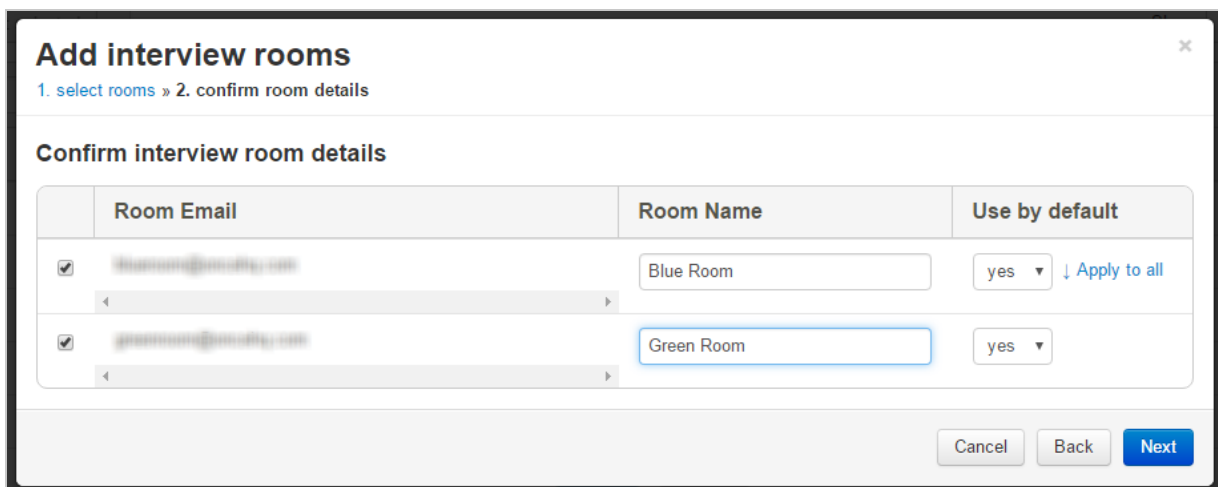 Add interview rooms
×
1. select rooms » 2. confirm room details
Confirm interview room details
Room Email Room Name Use by default
Blue Room yes ↓ Apply to all
Green Room yes
Cancel Back Next